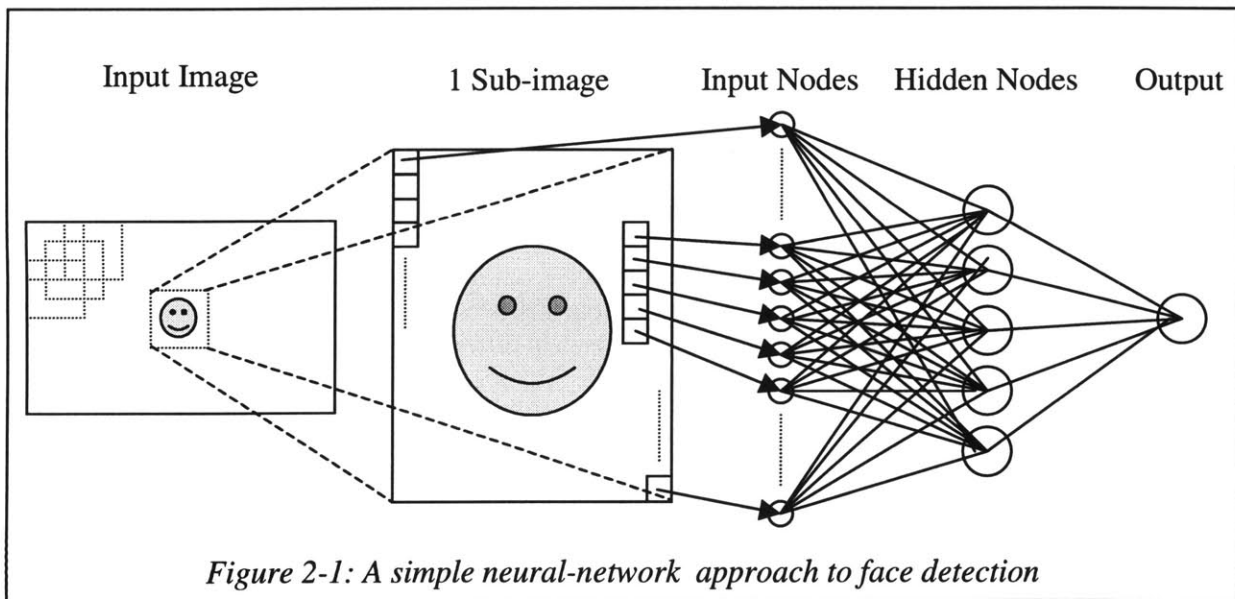 Input Image 1 Sub-image Input Nodes Hidden Nodes Output
Figure 2-1: A simple neural-network approach to face detection